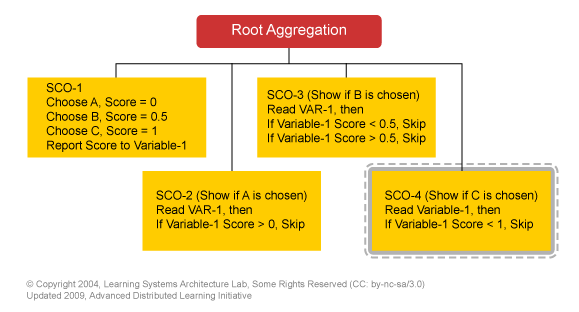 Root Aggregation
SCO-1
Choose A, Score = 0
Choose B, Score = 0.5
Choose C, Score = 1
Report Score to Variable-1
SCO-3 (Show if B is chosen)
Read VAR-1, then
If Variable-1 Score < 0.5, Skip
If Variable-1 Score > 0.5, Skip
SCO-2 (Show if A is chosen)
Read VAR-1, then
If Variable-1 Score > 0, Skip
SCO-4 (Show if C is chosen)
Read Variable-1, then
If Variable-1 Score < 1, Skip
© Copyright 2004, Learning Systems Architecture Lab, Some Rights Reserved (CC: by-nc-sa/3.0)
Updated 2009, Advanced Distributed Learning Initiative